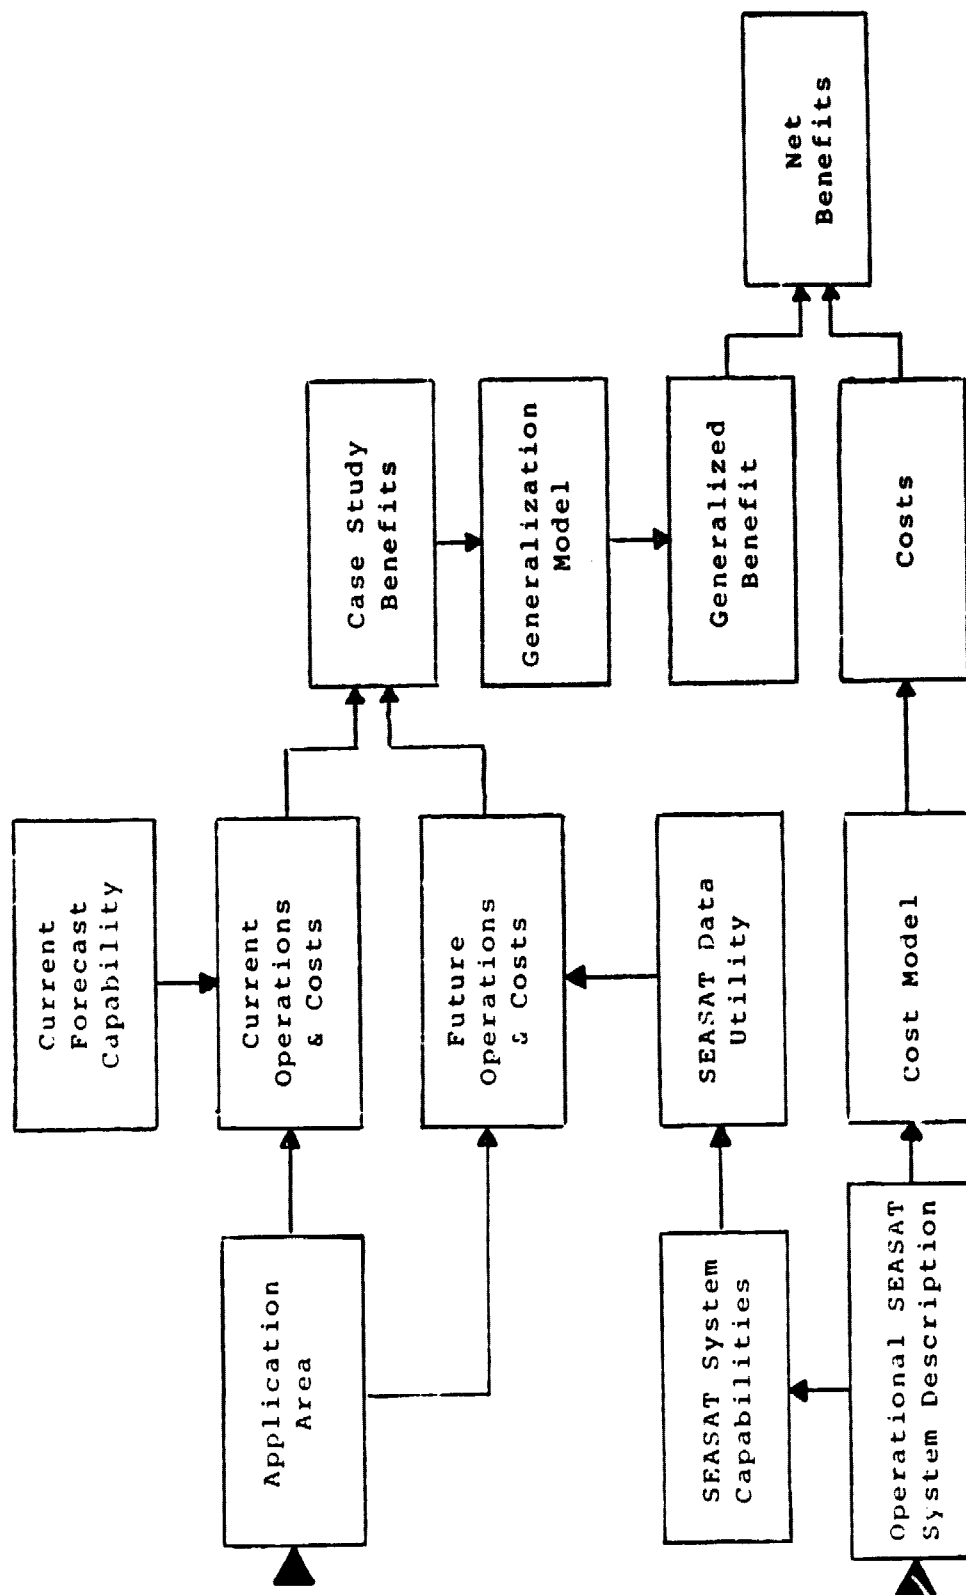 Current
Forecast
Capability
Application
Area
Current
Operations
& Costs
Case Study
Benefits
Future
Operations
& Costs
Generalization
Model
SEASAT System
Capabilities
SEASAT Data
Utility
Generalized
Benefit
Net
Benefits
Operational SEASAT
System Description
Cost Model
Costs